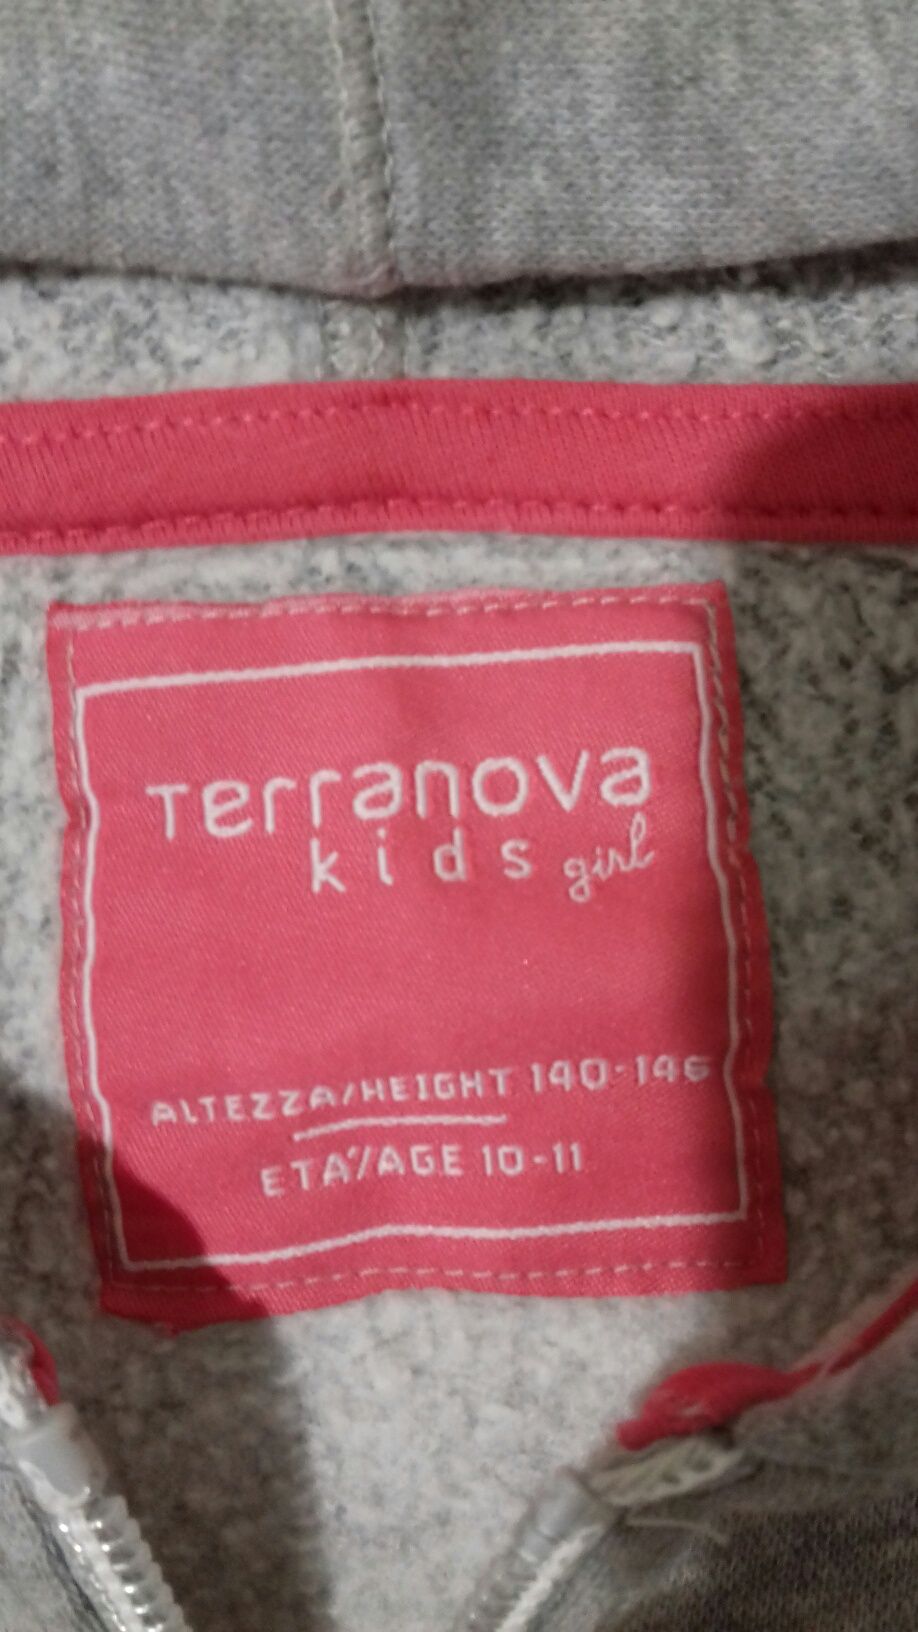 Terranova
kids girl
ALTEZZA/HEIGHT 140-146
ETA'/AGE 10-11